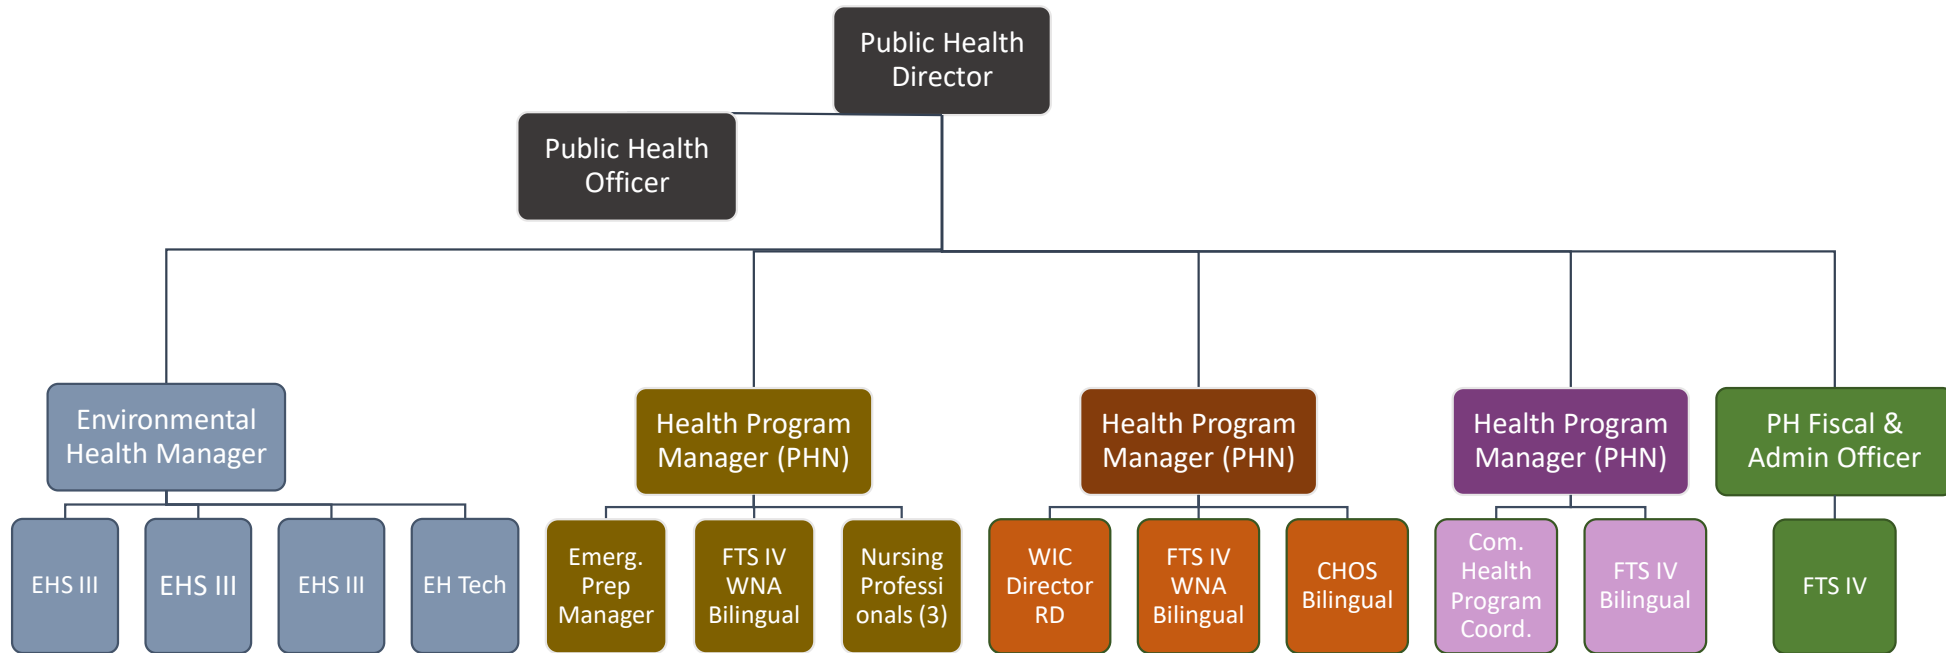 Public Health
Director
Public Health
Officer
Environmental
Health Manager
Health Program
Manager (PHN)
Health Program
Manager (PHN)
Health Program
Manager (PHN)
PH Fiscal &
Admin Officer
EHS III
EHS III
EHS III
EH Tech
Emerg.
Prep
Manager
FTS IV
WNA
Bilingual
Nursing
Professi
onals (3)
WIC
Director
RD
FTS IV
WNA
Bilingual
CHOS
Bilingual
Com.
Health
Program
Coord.
FTS IV
Bilingual
FTS IV